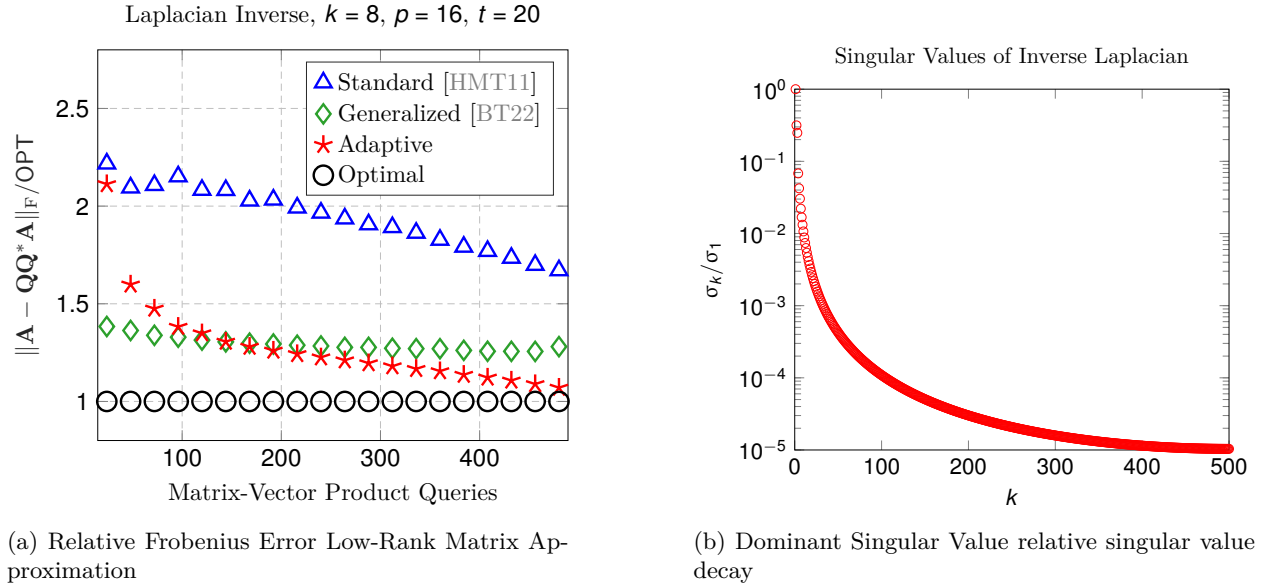 Laplacian Inverse, k = 8, p = 16, t = 20
‖A − QQ*A‖F/OPT
2.5
2
1.5
1
Standard [HMT11]
Generalized [BT22]
Adaptive
Optimal
100
200
300
400
Matrix-Vector Product Queries
(a) Relative Frobenius Error Low-Rank Matrix Ap-
proximation
Singular Values of Inverse Laplacian
σk/σ1
10^0
10^−1
10^−2
10^−3
10^−4
10^−5
0
100
200
300
400
500
k
(b) Dominant Singular Value relative singular value
decay